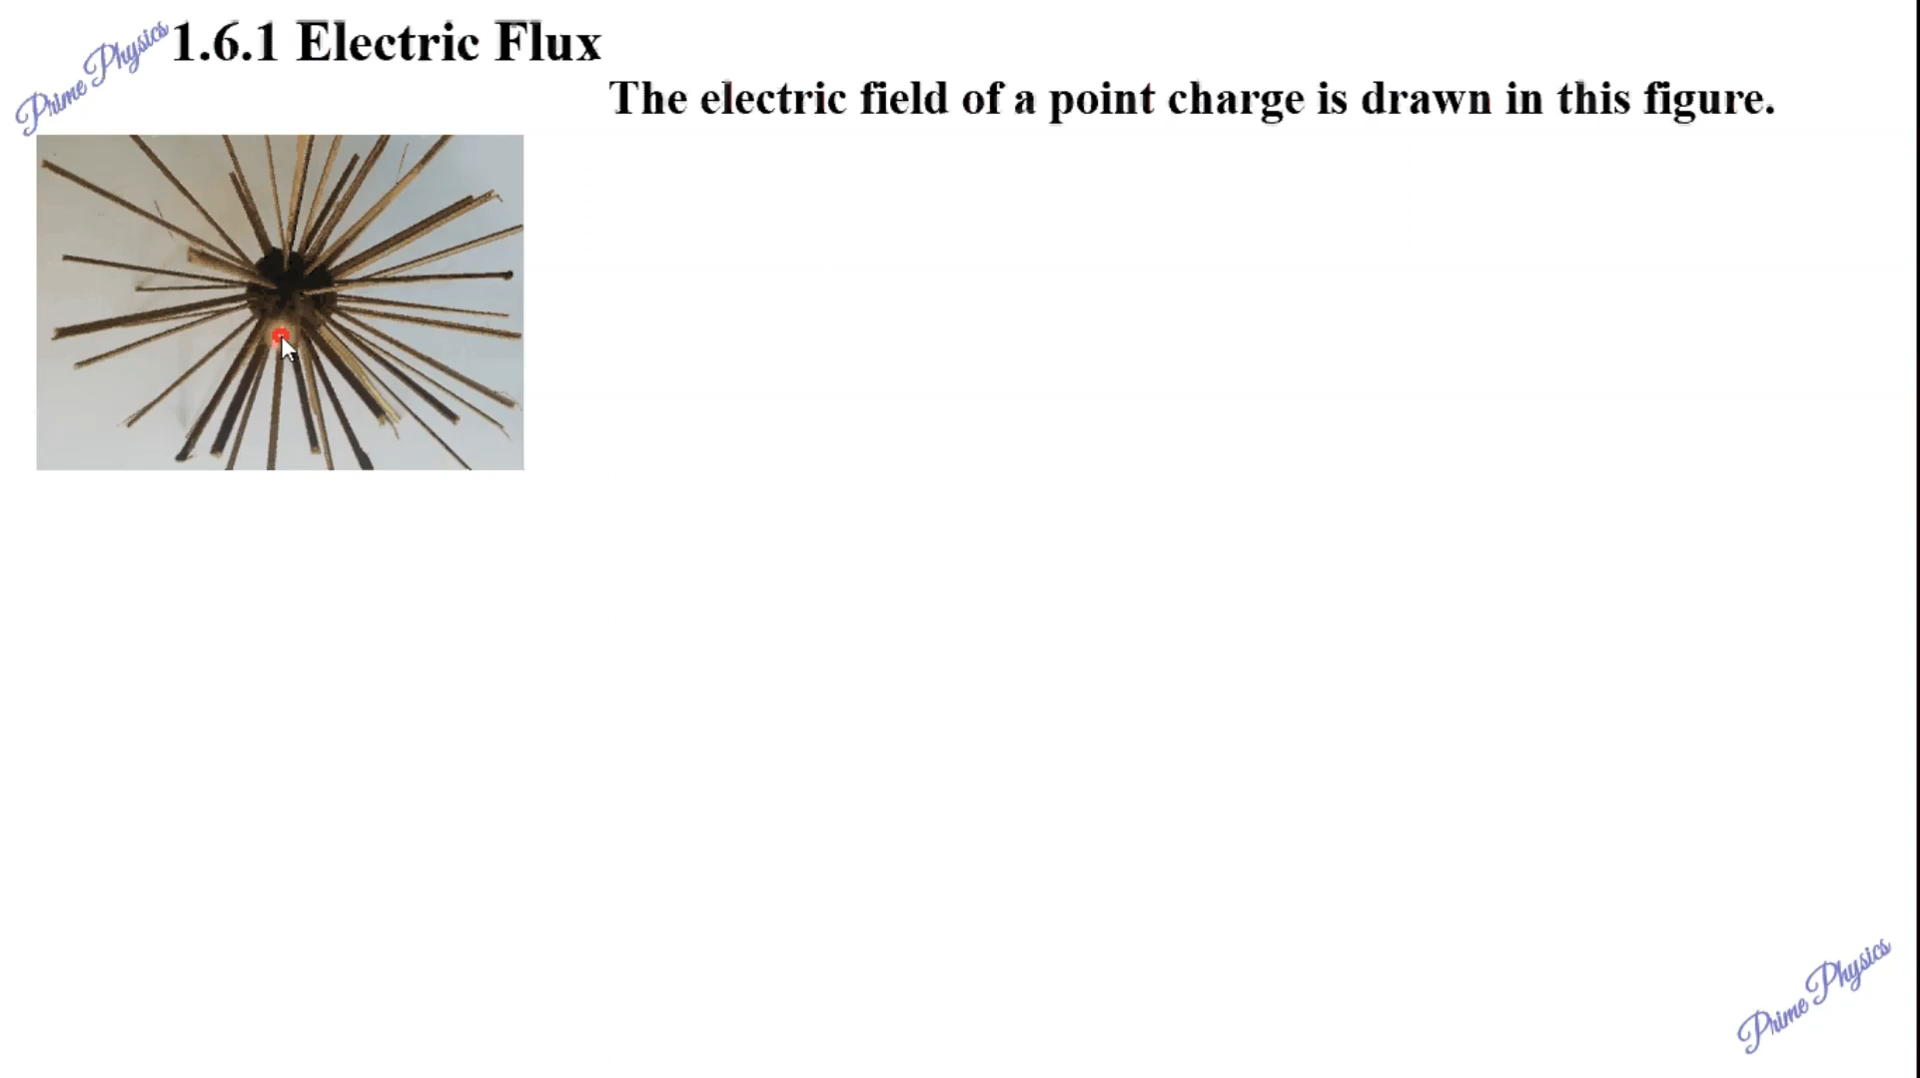 Prime Physics
1.6.1 Electric Flux
The electric field of a point charge is drawn in this figure.
Prime Physics